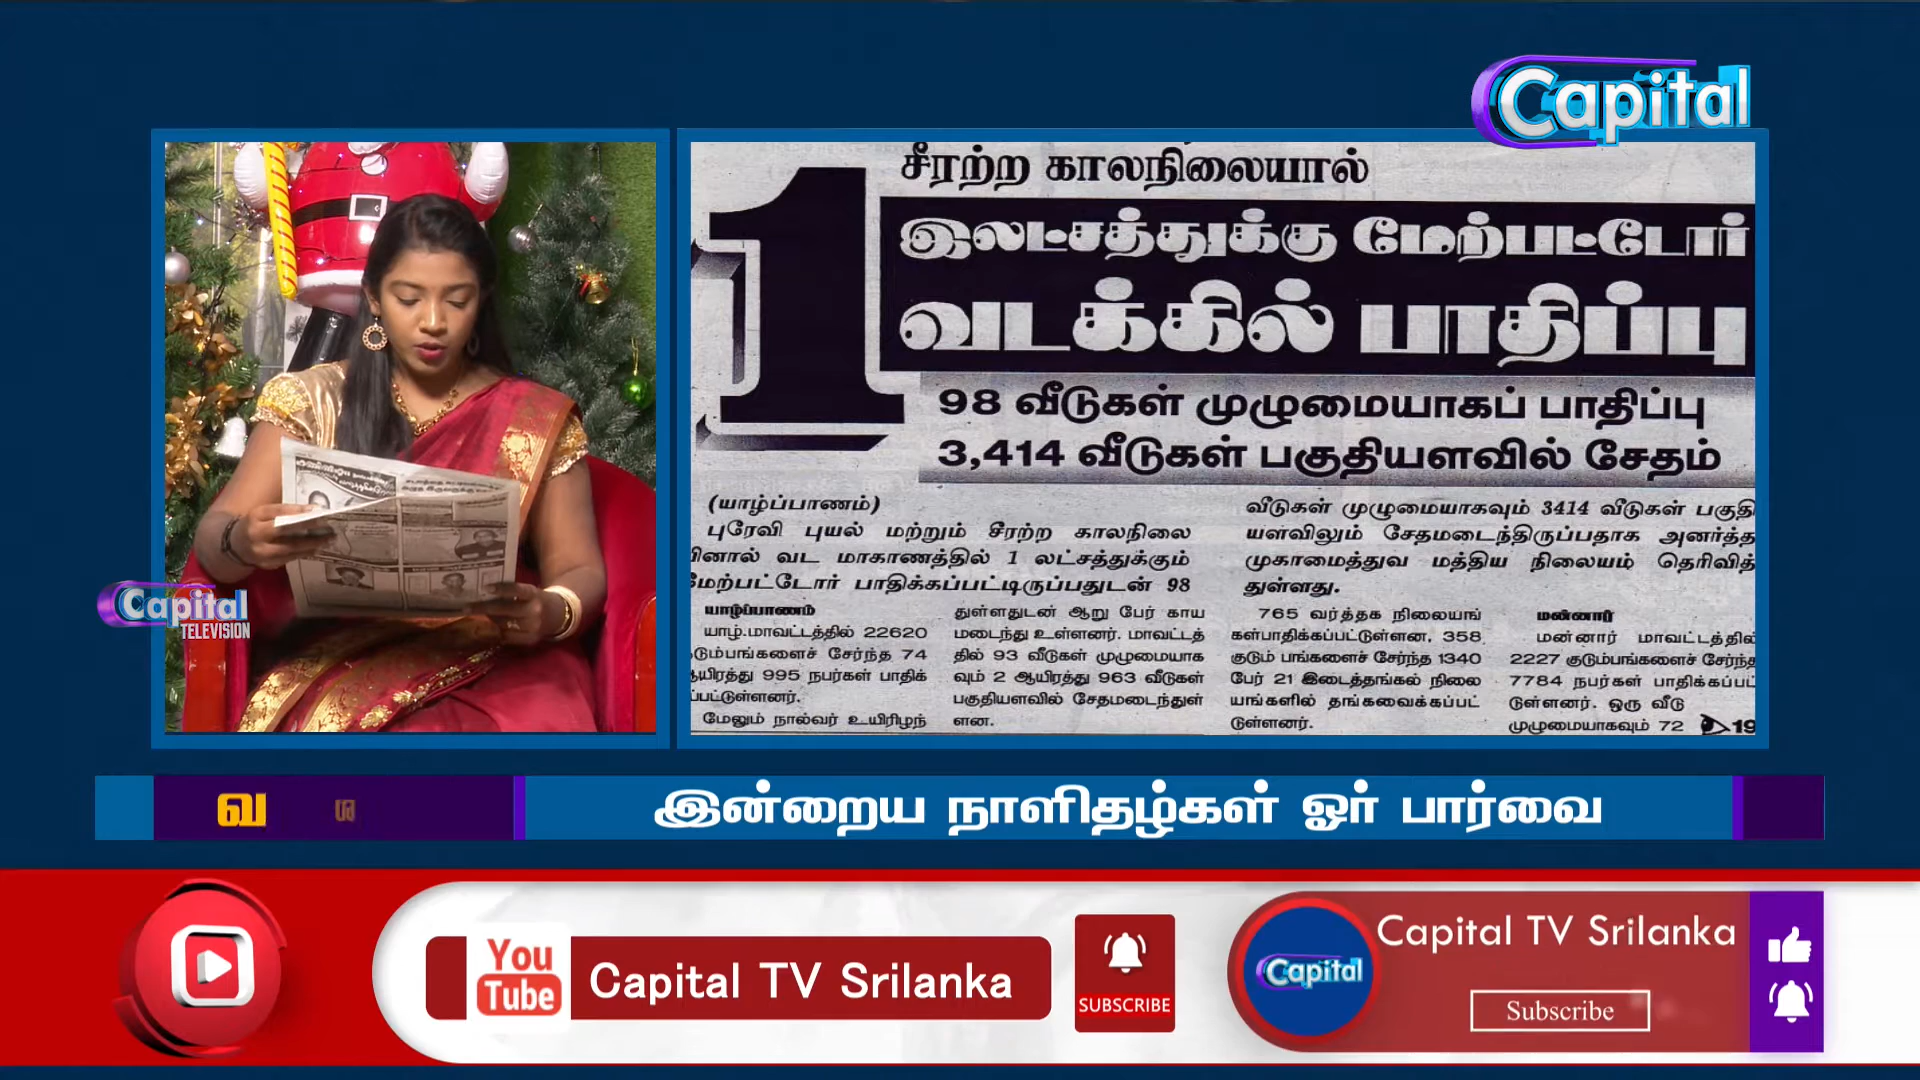 Capital
சீரற்ற காலநிலையால்
1 இலட்சத்துக்கு மேற்பட்டோர்
வடக்கில் பாதிப்பு
98 வீடுகள் முழுமையாகப் பாதிப்பு
3,414 வீடுகள் பகுதியளவில் சேதம்
(யாழ்ப்பாணம்)
புரேவி புயல் மற்றும் சீரற்ற காலநிலை
யினால் வட மாகாணத்தில் 1 லட்சத்துக்கும்
மேற்பட்டோர் பாதிக்கப்பட்டிருப்பதுடன் 98
வீடுகள் முழுமையாகவும் 3414 வீடுகள் பகுதி
யள்விலும் சேதமடைந்திருப்பதாக அனர்த்த
முகாமைத்துவ மத்திய நிலையம் தெரிவித்
துள்ளது.
யாழ்ப்பாணம்
யாழ்.மாவட்டத்தில் 22620
குடும்பங்களைச் சேர்ந்த 74
ஆயிரத்து 995 நபர்கள் பாதிக்
கப்பட்டுள்ளனர்.
மேலும் நால்வர் உயிரிழந்
துள்ளதுடன் ஆறு பேர் காய
மடைந்து உள்ளனர். மாவட்டத்
தில் 93 வீடுகள் முழுமையாக
வும் 2 ஆயிரத்து 963 வீடுகள்
பகுதியளவில் சேதமடைந்துள்
ளன.
765 வர்த்தக நிலையங்
கள்பாதிக்கப்பட்டுள்ளன. 358
குடும் பங்களைச் சேர்ந்த 1340
பேர் 21 இடைத்தங்கல் நிலை
யங்களில் தங்கவைக்கப்பட்
டுள்ளனர்.
மன்னார்
மன்னார் மாவட்டத்தில்
2227 குடும்பங்களைச் சேர்ந்த
7784 நபர்கள் பாதிக்கப்பட்
டுள்ளனர். ஒரு வீடு
முழுமையாகவும் 72 19
Capital
TELEVISION
வ
இன்றைய நாளிதழ்கள் ஓர் பார்வை
You
Tube
Capital TV Srilanka
SUBSCRIBE
Capital
Capital TV Srilanka
Subscribe